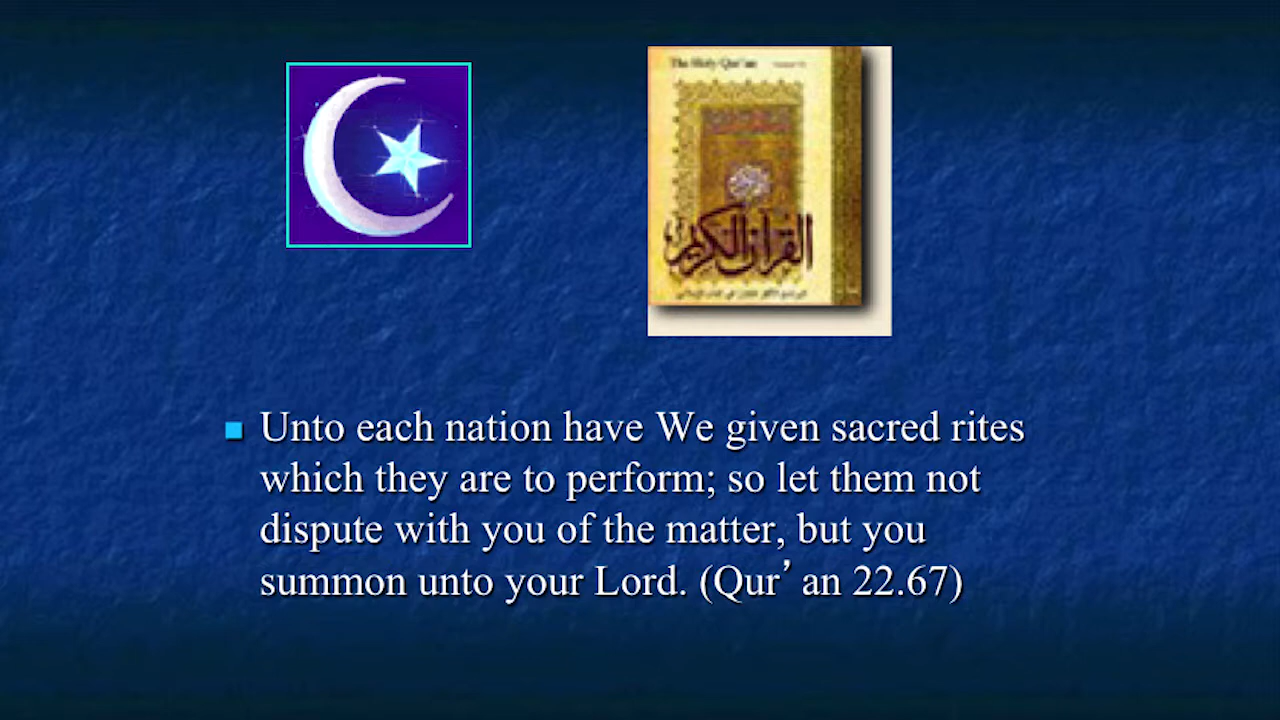 The Holy Qur'an
القرآن الكريم
Unto each nation have We given sacred rites
which they are to perform; so let them not
dispute with you of the matter, but you
summon unto your Lord. (Qur’an 22.67)